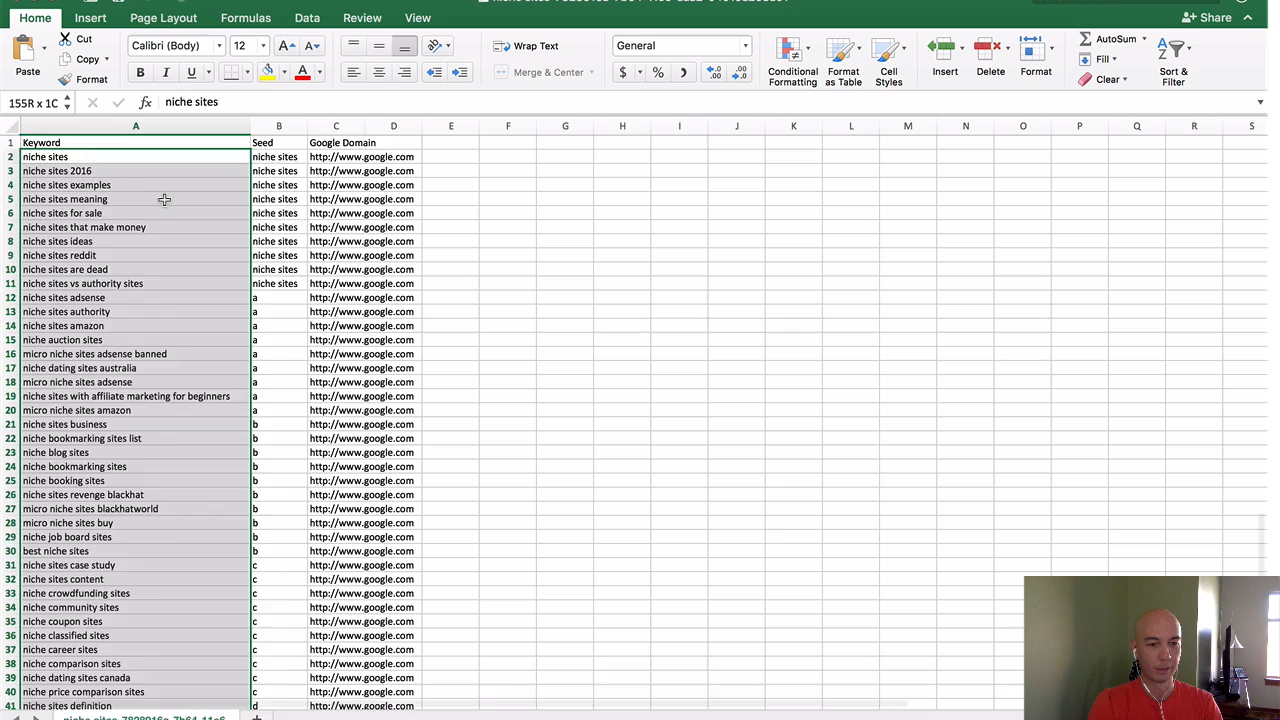 Home Insert Page Layout Formulas Data Review View Share
Cut Calibri (Body) 12 A A Wrap Text General AutoSum
Paste Copy Conditional Format Cell Insert Delete Format Fill Sort &
Format B I U A Merge & Center $ % Formatting as Table Styles Clear Filter
155R x 1C fx niche sites
A B C D E F G H I J K L M N O P Q R S
1 Keyword Seed Google Domain
2 niche sites niche sites http://www.google.com
3 niche sites 2016 niche sites http://www.google.com
4 niche sites examples niche sites http://www.google.com
5 niche sites meaning niche sites http://www.google.com
6 niche sites for sale niche sites http://www.google.com
7 niche sites that make money niche sites http://www.google.com
8 niche sites ideas niche sites http://www.google.com
9 niche sites reddit niche sites http://www.google.com
10 niche sites are dead niche sites http://www.google.com
11 niche sites vs authority sites niche sites http://www.google.com
12 niche sites adsense a http://www.google.com
13 niche sites authority a http://www.google.com
14 niche sites amazon a http://www.google.com
15 niche auction sites a http://www.google.com
16 micro niche sites adsense banned a http://www.google.com
17 niche dating sites australia a http://www.google.com
18 micro niche sites adsense a http://www.google.com
19 niche sites with affiliate marketing for beginners a http://www.google.com
20 micro niche sites amazon a http://www.google.com
21 niche sites business b http://www.google.com
22 niche bookmarking sites list b http://www.google.com
23 niche blog sites b http://www.google.com
24 niche bookmarking sites b http://www.google.com
25 niche booking sites b http://www.google.com
26 niche sites revenge blackhat b http://www.google.com
27 micro niche sites blackhatworld b http://www.google.com
28 micro niche sites buy b http://www.google.com
29 niche job board sites b http://www.google.com
30 best niche sites b http://www.google.com
31 niche sites case study c http://www.google.com
32 niche sites content c http://www.google.com
33 niche crowdfunding sites c http://www.google.com
34 niche community sites c http://www.google.com
35 niche coupon sites c http://www.google.com
36 niche classified sites c http://www.google.com
37 niche career sites c http://www.google.com
38 niche comparison sites c http://www.google.com
39 niche dating sites canada c http://www.google.com
40 niche price comparison sites c http://www.google.com
41 niche sites definition d http://www.google.com